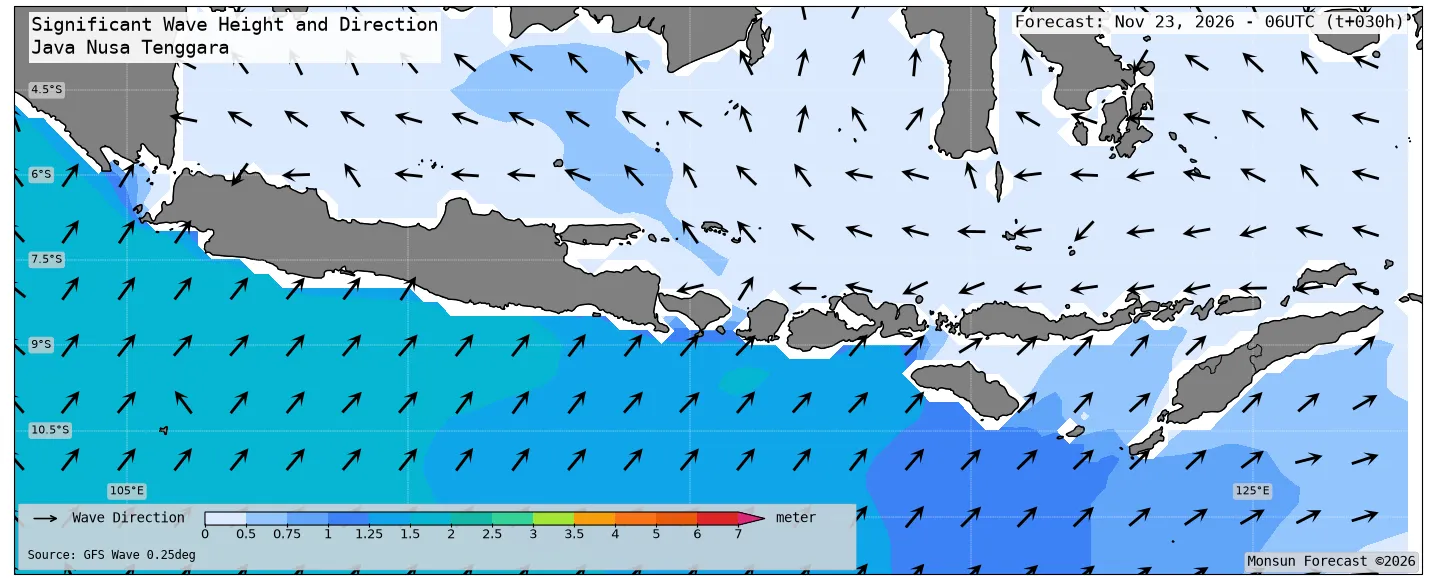 Significant Wave Height and Direction
Java Nusa Tenggara
Forecast: Nov 23, 2026 - 06UTC (t+030h)
4.5°S
6°S
7.5°S
9°S
10.5°S
105°E
125°E
Wave Direction
meter
0 0.5 0.75 1 1.25 1.5 2 2.5 3 3.5 4 5 6 7
Source: GFS Wave 0.25deg
Monsun Forecast ©2026